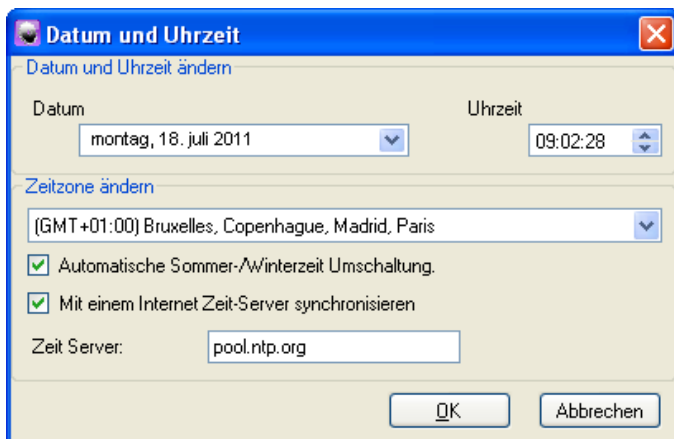 Datum und Uhrzeit
Datum und Uhrzeit ändern
Datum Uhrzeit
montag, 18. juli 2011 09:02:28
Zeitzone ändern
(GMT+01:00) Bruxelles, Copenhague, Madrid, Paris
Automatische Sommer-/Winterzeit Umschaltung.
Mit einem Internet Zeit-Server synchronisieren
Zeit Server: pool.ntp.org
OK Abbrechen